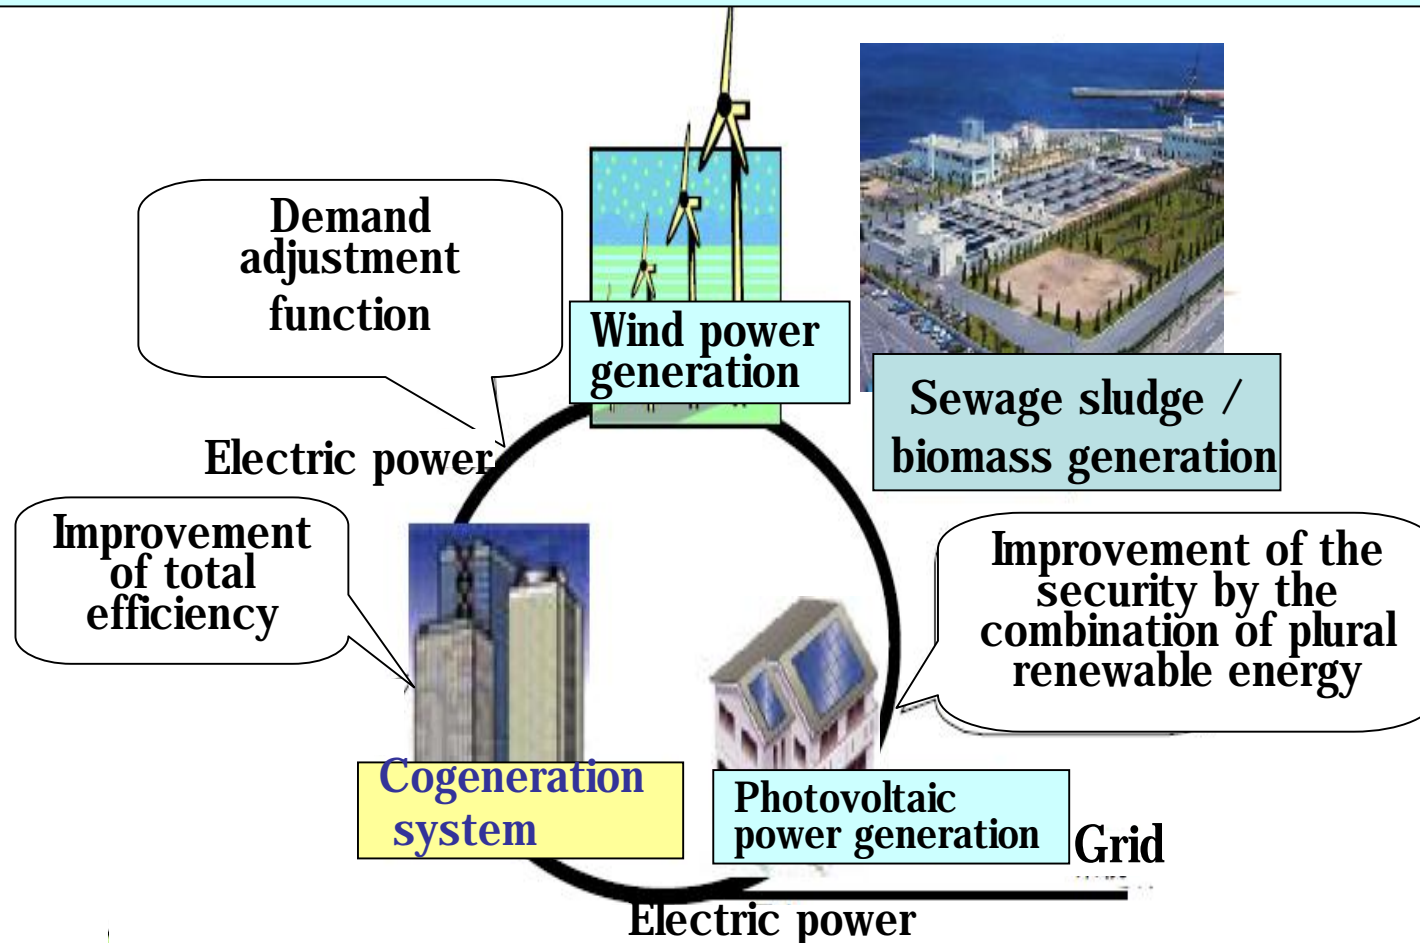 Demand
adjustment
function
Wind power
generation
Sewage sludge /
biomass generation
Electric power
Improvement
of total
efficiency
Improvement of the
security by the
combination of plural
renewable energy
Cogeneration
system
Photovoltaic
power generation
Grid
Electric power